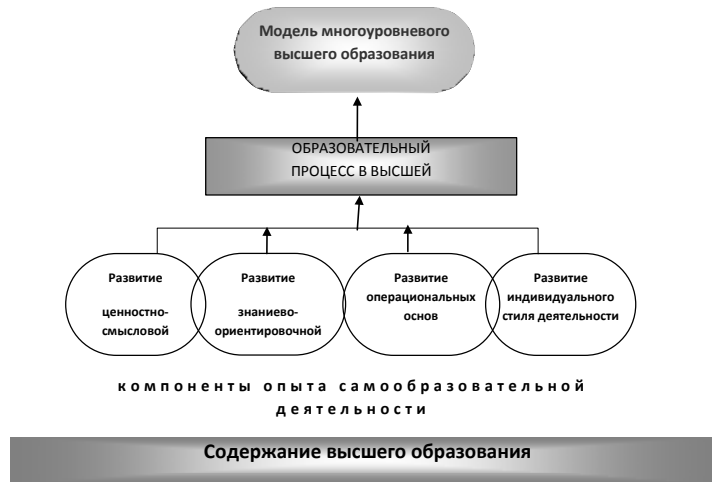 Модель многоуровневого
высшего образования
ОБРАЗОВАТЕЛЬНЫЙ
ПРОЦЕСС В ВЫСШЕЙ
Развитие
ценностно-
смысловой
Развитие
знаниево-
ориентировочной
Развитие
операциональных
основ
Развитие
индивидуального
стиля деятельности
компоненты опыта самообразовательной
деятельности
Содержание высшего образования